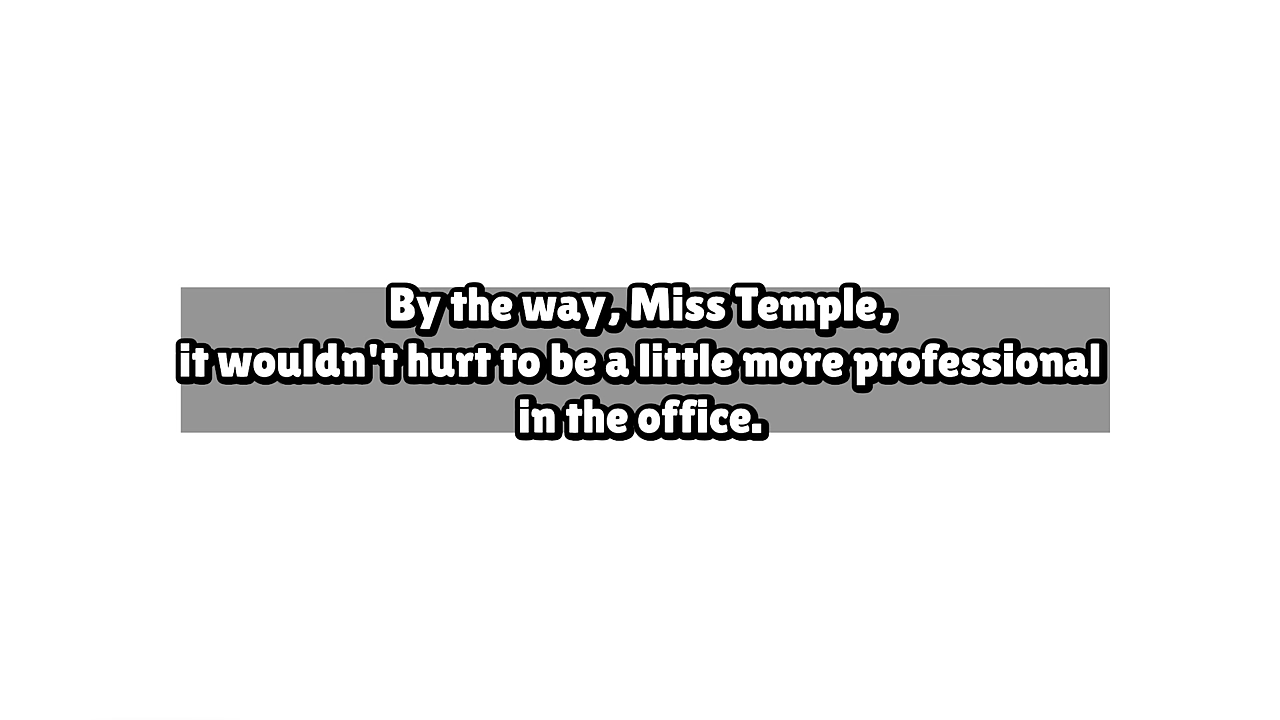 By the way, Miss Temple,
it wouldn't hurt to be a little more professional
in the office.